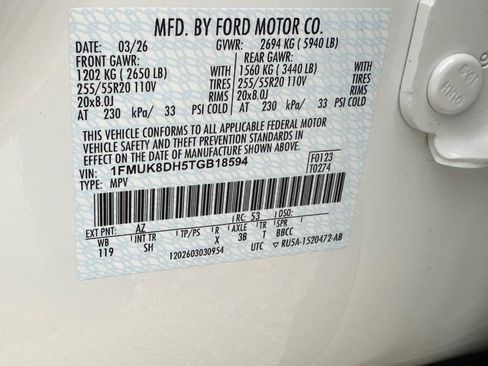 MFD. BY FORD MOTOR CO.
DATE: 03/26 GVWR: 2694 KG ( 5940 LB)
FRONT GAWR: REAR GAWR:
1202 KG ( 2650 LB) 1560 KG ( 3440 LB)
255/55R20 110V TIRES 255/55R20 110V TIRES
20x8.0J RIMS 20x8.0J RIMS
AT 230 kPa/ 33 PSI COLD AT 230 kPa/ 33 PSI COLD
THIS VEHICLE CONFORMS TO ALL APPLICABLE FEDERAL MOTOR
VEHICLE SAFETY AND THEFT PREVENTION STANDARDS IN
EFFECT ON THE DATE OF MANUFACTURE SHOWN ABOVE.
VIN: 1FMUK8DH5TGB18594 F0123
TYPE: MPV T0274
EXT PNT: AZ RC: 53 DSO:
WB INT TR TP/PS R AXLE TR SPR
119 SH X 3B T BBCC
1202603030954 UTC ▽ RU5A-1520472-AB